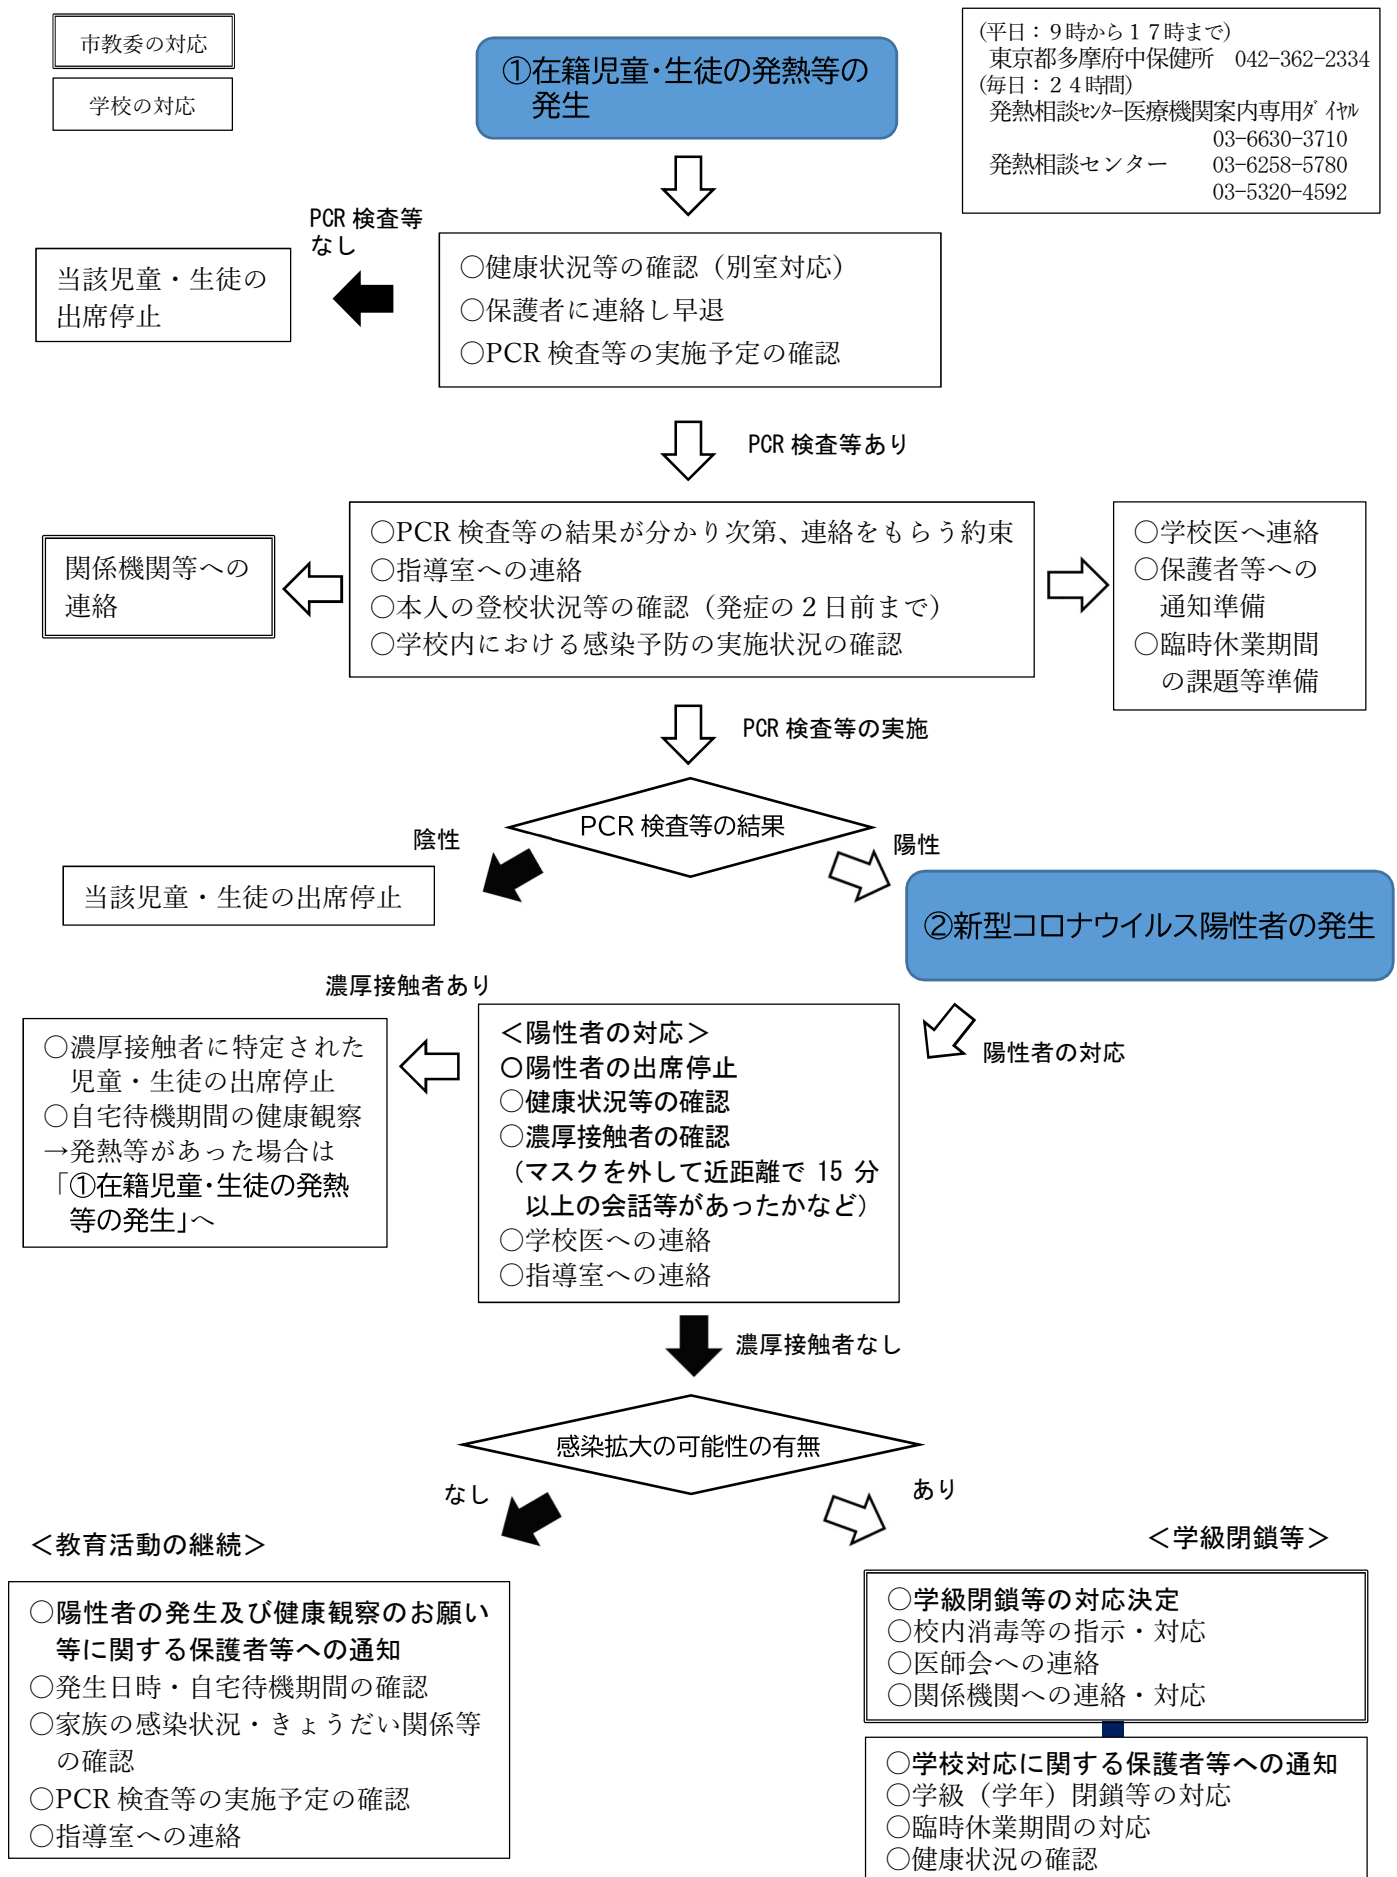 市教委の対応
学校の対応
①在籍児童・生徒の発熱等の
発生
(平日：９時から１７時まで)
東京都多摩府中保健所　042-362-2334
(毎日：２４時間)
発熱相談ｾﾝﾀｰ医療機関案内専用ﾀﾞｲﾔﾙ
03-6630-3710
発熱相談センター　03-6258-5780
03-5320-4592
PCR 検査等
なし
当該児童・生徒の
出席停止
○健康状況等の確認（別室対応）
○保護者に連絡し早退
○PCR 検査等の実施予定の確認
PCR 検査等あり
関係機関等への
連絡
○PCR 検査等の結果が分かり次第、連絡をもらう約束
○指導室への連絡
○本人の登校状況等の確認（発症の２日前まで）
○学校内における感染予防の実施状況の確認
○学校医へ連絡
○保護者等への
通知準備
○臨時休業期間
の課題等準備
PCR 検査等の実施
PCR 検査等の結果
陰性
陽性
当該児童・生徒の出席停止
②新型コロナウイルス陽性者の発生
濃厚接触者あり
○濃厚接触者に特定された
児童・生徒の出席停止
○自宅待機期間の健康観察
→発熱等があった場合は
「①在籍児童・生徒の発熱
等の発生」へ
＜陽性者の対応＞
○陽性者の出席停止
○健康状況等の確認
○濃厚接触者の確認
（マスクを外して近距離で 15 分
以上の会話等があったかなど）
○学校医への連絡
○指導室への連絡
陽性者の対応
濃厚接触者なし
感染拡大の可能性の有無
なし
あり
＜教育活動の継続＞
○陽性者の発生及び健康観察のお願い
等に関する保護者等への通知
○発生日時・自宅待機期間の確認
○家族の感染状況・きょうだい関係等
の確認
○PCR 検査等の実施予定の確認
○指導室への連絡
＜学級閉鎖等＞
○学級閉鎖等の対応決定
○校内消毒等の指示・対応
○医師会への連絡
○関係機関への連絡・対応
○学校対応に関する保護者等への通知
○学級（学年）閉鎖等の対応
○臨時休業期間の対応
○健康状況の確認